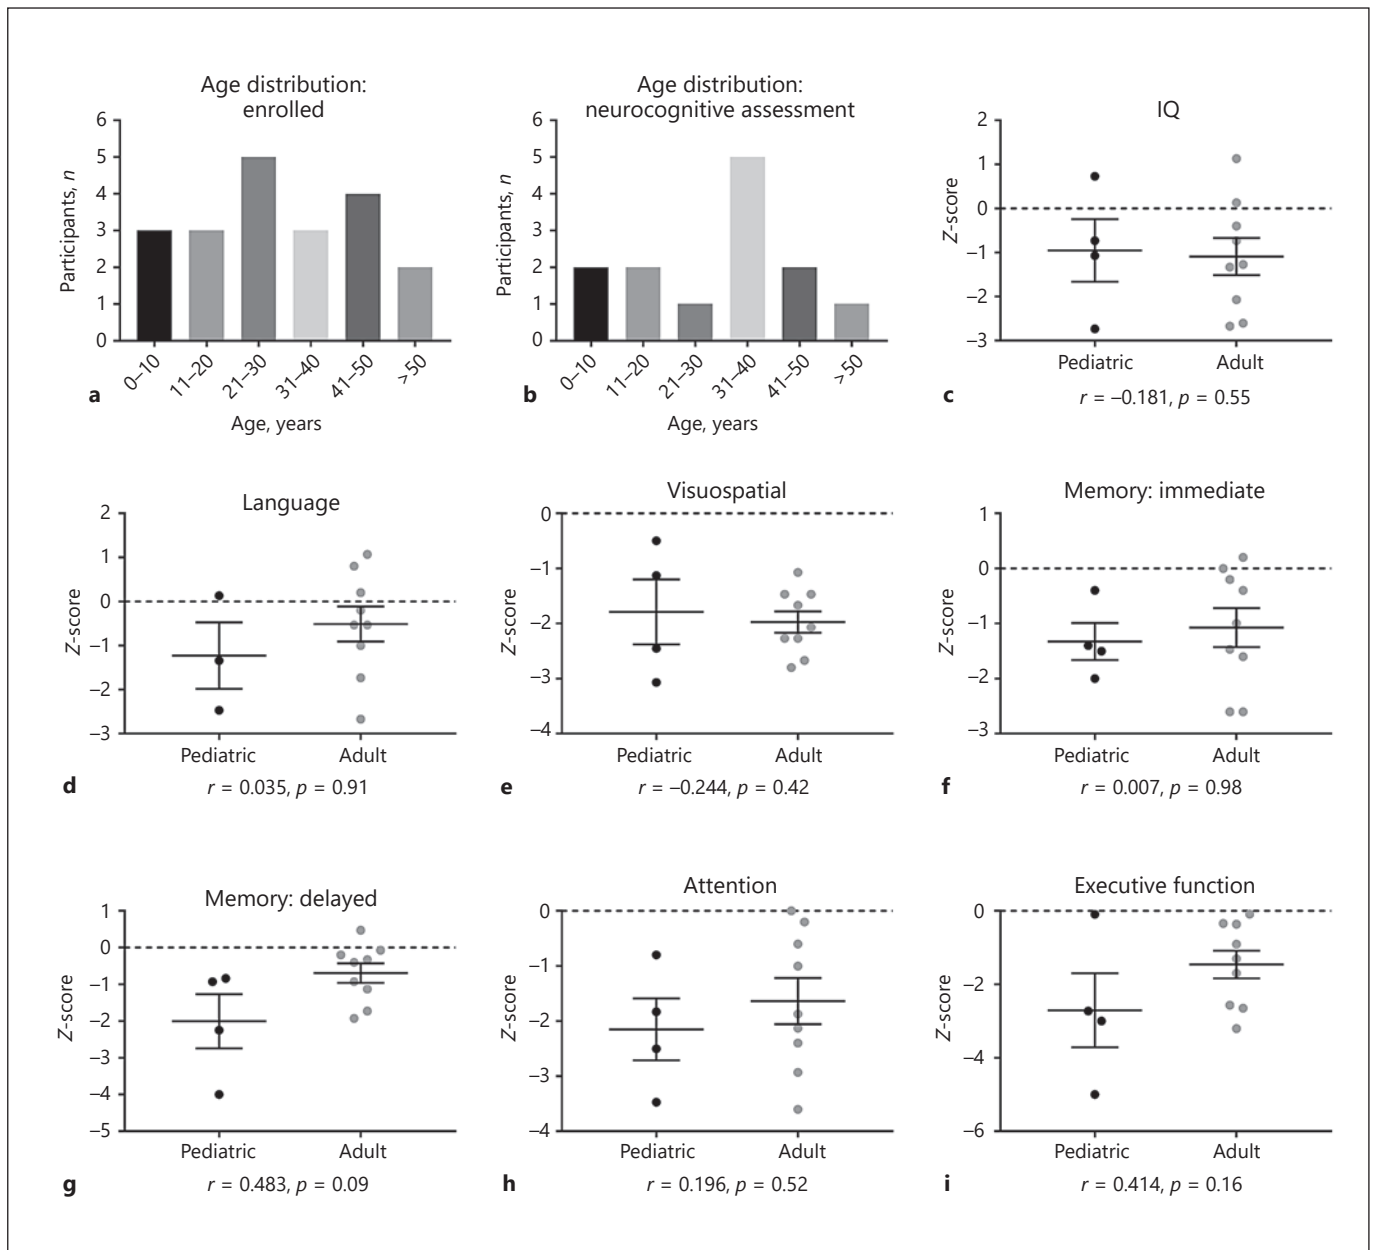 Age distribution:
enrolled
Participants, n
6
5
4
3
2
1
0
0–10
11–20
21–30
31–40
41–50
> 50
a
Age, years
Age distribution:
neurocognitive assessment
Participants, n
6
5
4
3
2
1
0
0–10
11–20
21–30
31–40
41–50
> 50
b
Age, years
IQ
Z-score
2
1
0
–1
–2
–3
Pediatric
Adult
c
r = –0.181, p = 0.55
Language
Z-score
2
1
0
–1
–2
–3
Pediatric
Adult
d
r = 0.035, p = 0.91
Visuospatial
Z-score
0
–1
–2
–3
–4
Pediatric
Adult
e
r = –0.244, p = 0.42
Memory: immediate
Z-score
1
0
–1
–2
–3
Pediatric
Adult
f
r = 0.007, p = 0.98
Memory: delayed
Z-score
1
0
–1
–2
–3
–4
–5
Pediatric
Adult
g
r = 0.483, p = 0.09
Attention
Z-score
0
–1
–2
–3
–4
Pediatric
Adult
h
r = 0.196, p = 0.52
Executive function
Z-score
0
–2
–4
–6
Pediatric
Adult
i
r = 0.414, p = 0.16